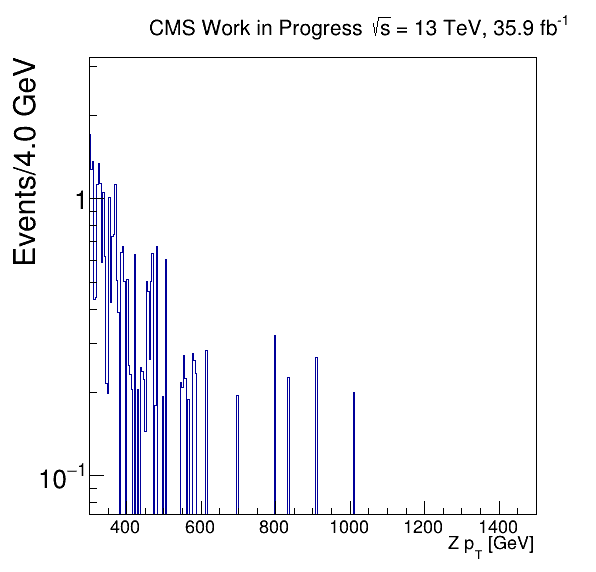 CMS Work in Progress √s = 13 TeV, 35.9 fb⁻¹
Events/4.0 GeV
1
10⁻¹
400 600 800 1000 1200 1400
Z p_T [GeV]